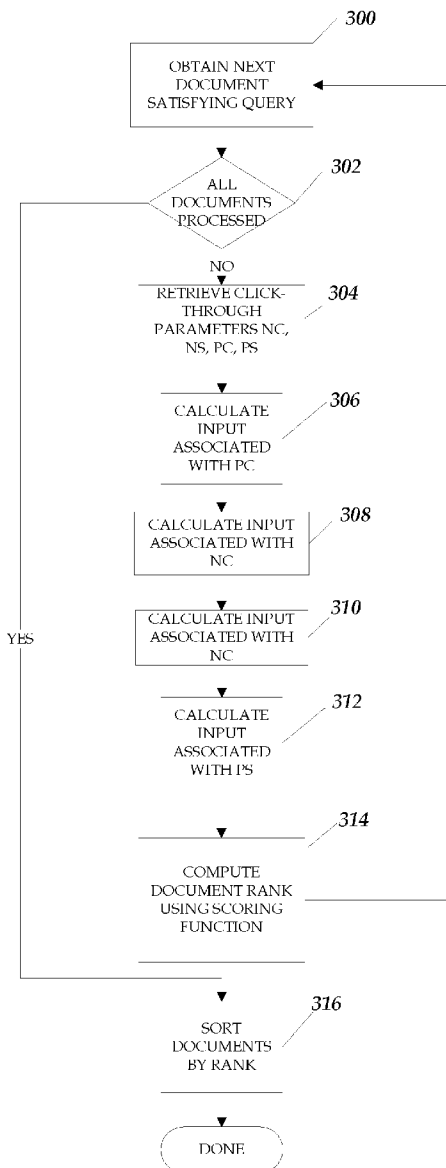 300
OBTAIN NEXT
DOCUMENT
SATISFYING QUERY
302
ALL
DOCUMENTS
PROCESSED
NO
304
RETRIEVE CLICK-
THROUGH
PARAMETERS NC,
NS, PC, PS
306
CALCULATE
INPUT
ASSOCIATED
WITH PC
308
CALCULATE INPUT
ASSOCIATED WITH
NC
310
CALCULATE INPUT
ASSOCIATED WITH
NC
YES
312
CALCULATE
INPUT
ASSOCIATED
WITH PS
314
COMPUTE
DOCUMENT RANK
USING SCORING
FUNCTION
316
SORT
DOCUMENTS
BY RANK
DONE